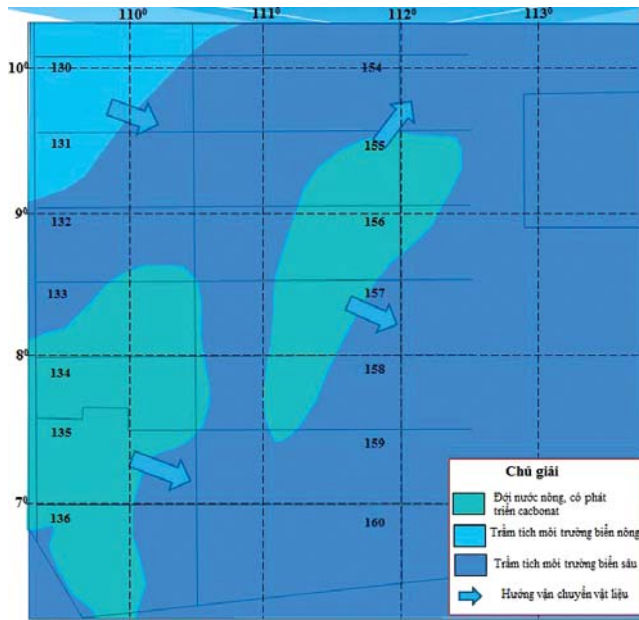 110⁰ 111⁰ 112⁰ 113⁰
10⁰
130 154
131 155
9⁰
132 156
133 157
8⁰
134 158
135 159
7⁰
136 160
Chú giải
Đới nước nông, có phát
triển cacbonat
Trầm tích môi trường biển nông
Trầm tích môi trường biển sâu
Hướng vận chuyển vật liệu